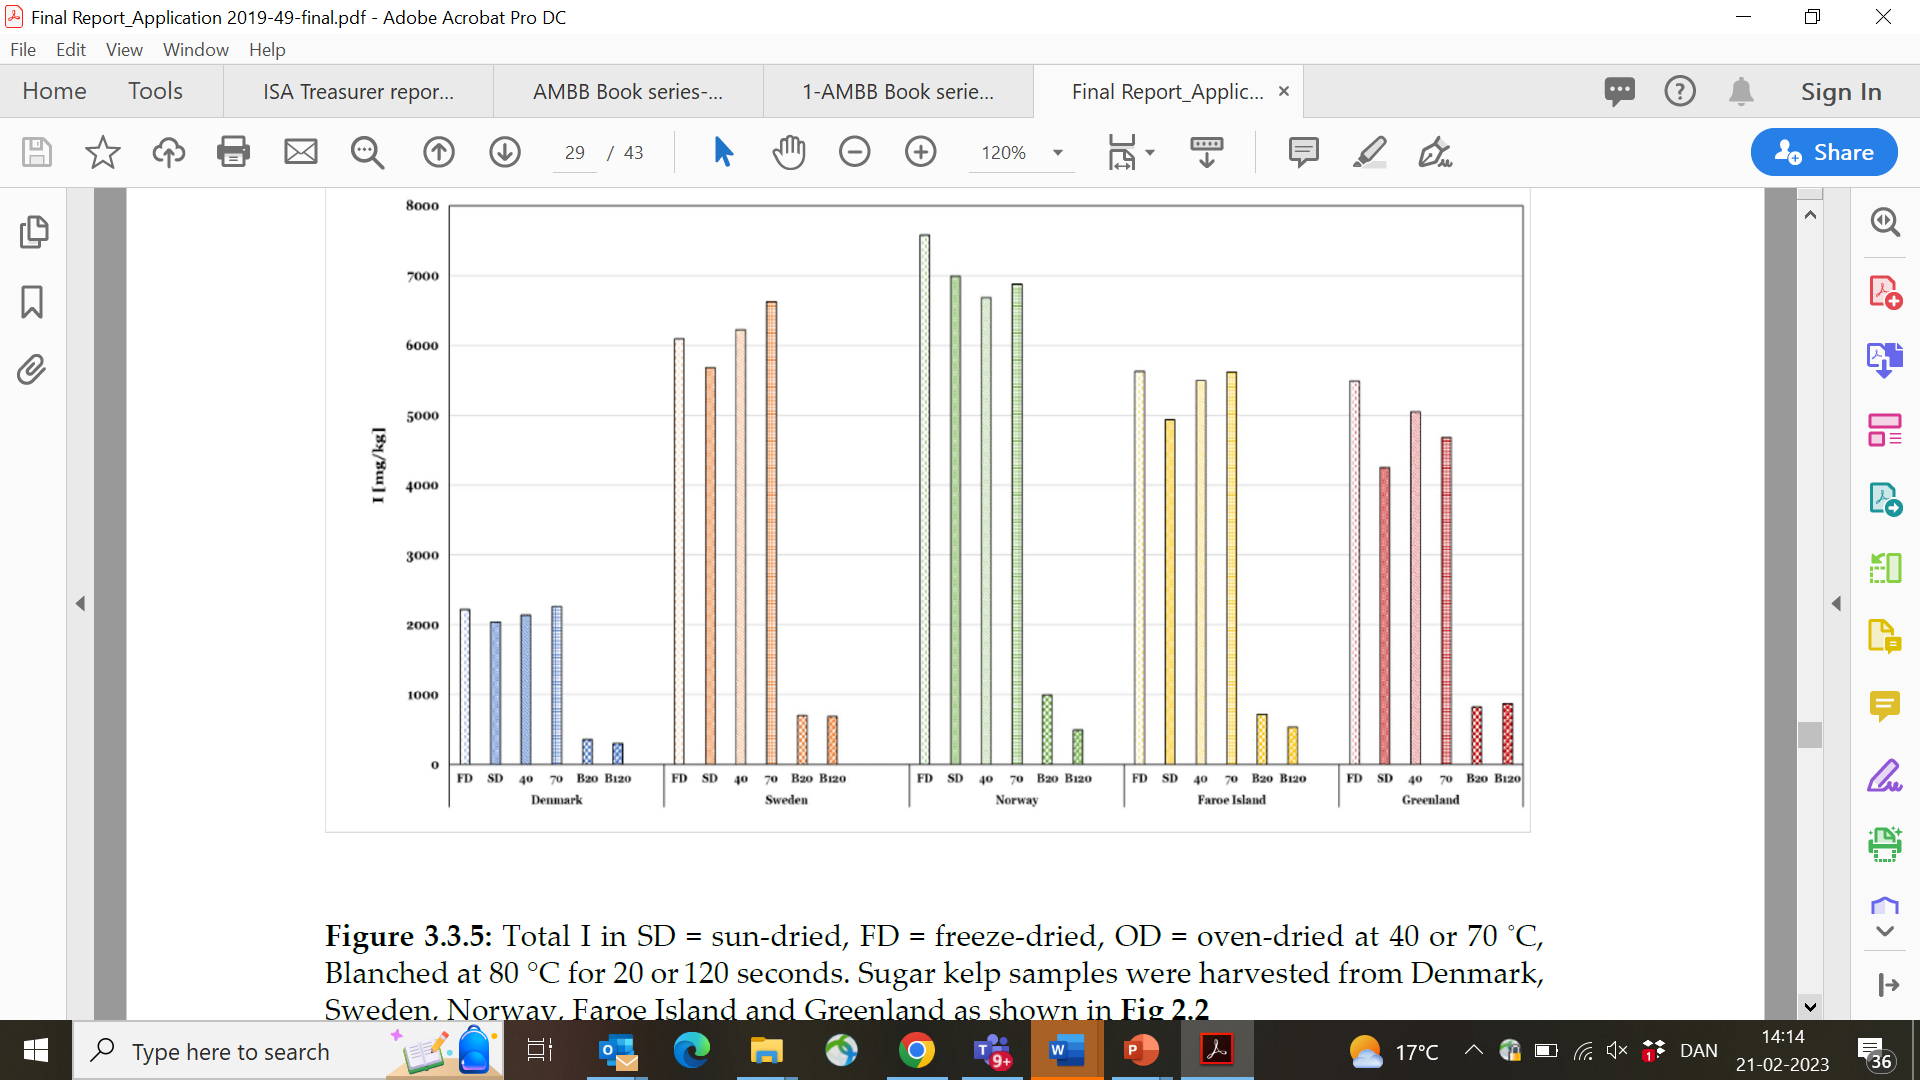 Final Report_Application 2019-49-final.pdf - Adobe Acrobat Pro DC
File Edit View Window Help
Home Tools ISA Treasurer repor... AMBB Book series-... 1-AMBB Book serie... Final Report_Applic... × Sign In
29 / 43 120% Share
8000
7000
6000
5000
4000
3000
2000
1000
0
I [mg/kg]
FD SD 40 70 B20 B120 FD SD 40 70 B20 B120 FD SD 40 70 B20 B120 FD SD 40 70 B20 B120 FD SD 40 70 B20 B120
Denmark Sweden Norway Faroe Island Greenland
Figure 3.3.5: Total I in SD = sun-dried, FD = freeze-dried, OD = oven-dried at 40 or 70 °C,
Blanched at 80 °C for 20 or 120 seconds. Sugar kelp samples were harvested from Denmark,
Sweden, Norway, Faroe Island and Greenland as shown in Fig 2.2
Type here to search 9+ 17°C 1 DAN 14:14
21-02-2023 36